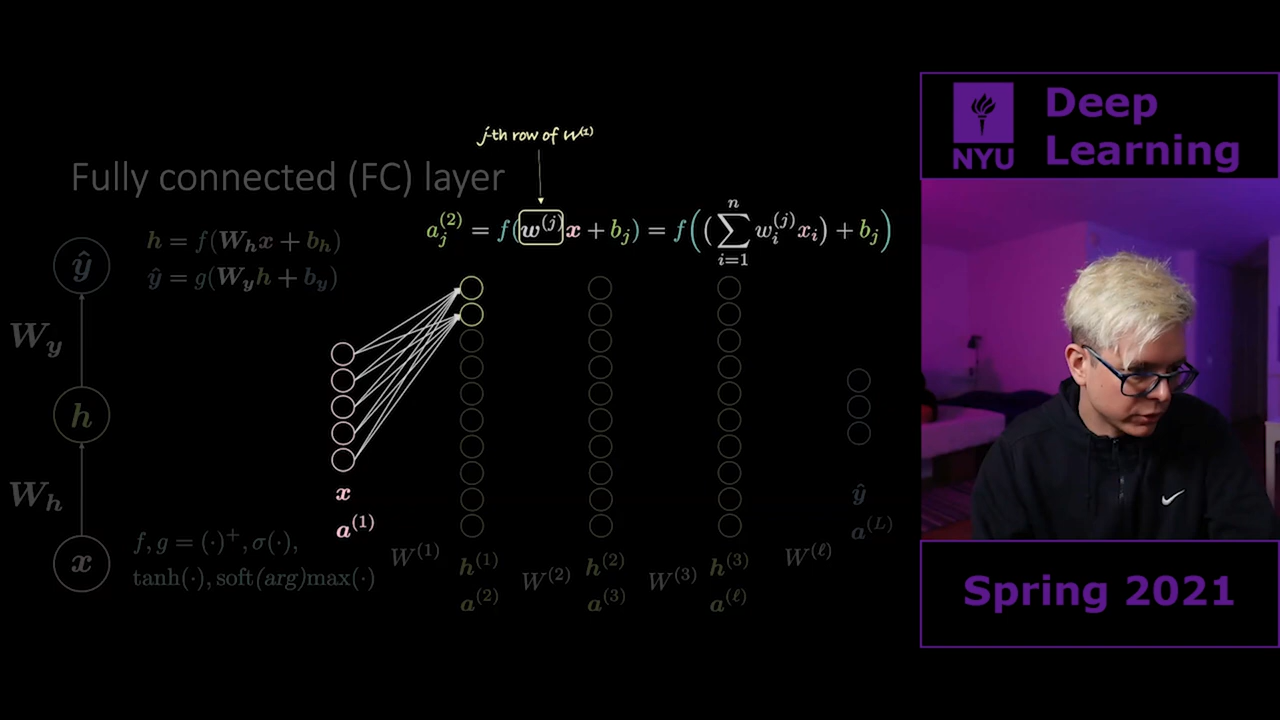 j-th row of W⁽¹⁾
Fully connected (FC) layer
a_j^{(2)} = f(w^{(j)}x + b_j) = f((∑_{i=1}^{n} w_i^{(j)} x_i) + b_j)
h = f(W_h x + b_h)
ŷ = g(W_y h + b_y)
ŷ
W_y
h
W_h
x
f, g = (·)⁺, σ(·),
tanh(·), soft(arg)max(·)
x
a⁽¹⁾
W⁽¹⁾
h⁽¹⁾
a⁽²⁾
W⁽²⁾
h⁽²⁾
a⁽³⁾
W⁽³⁾
h⁽³⁾
a⁽ℓ⁾
W⁽ℓ⁾
ŷ
a⁽ᴸ⁾
NYU
Deep
Learning
Spring 2021